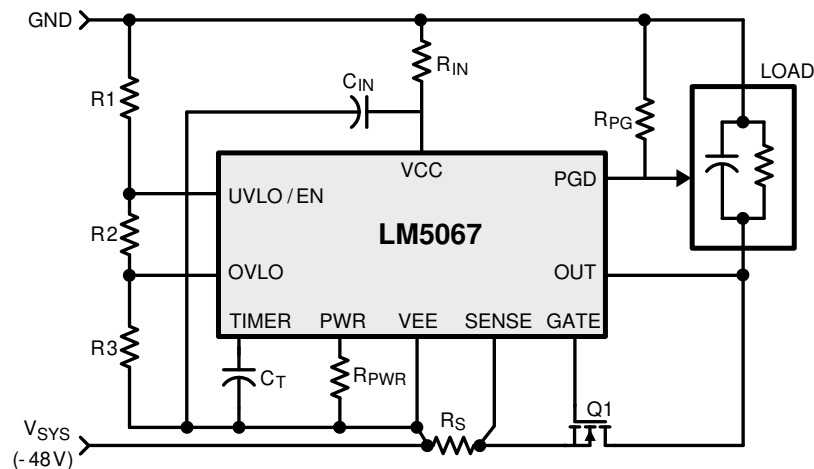 GND
R_IN
C_IN
LOAD
R1
R_PG
VCC
PGD
UVLO / EN
R2
LM5067
OVLO
OUT
TIMER PWR VEE SENSE GATE
R3
C_T
R_PWR
R_S
Q1
V_SYS
(- 48 V)